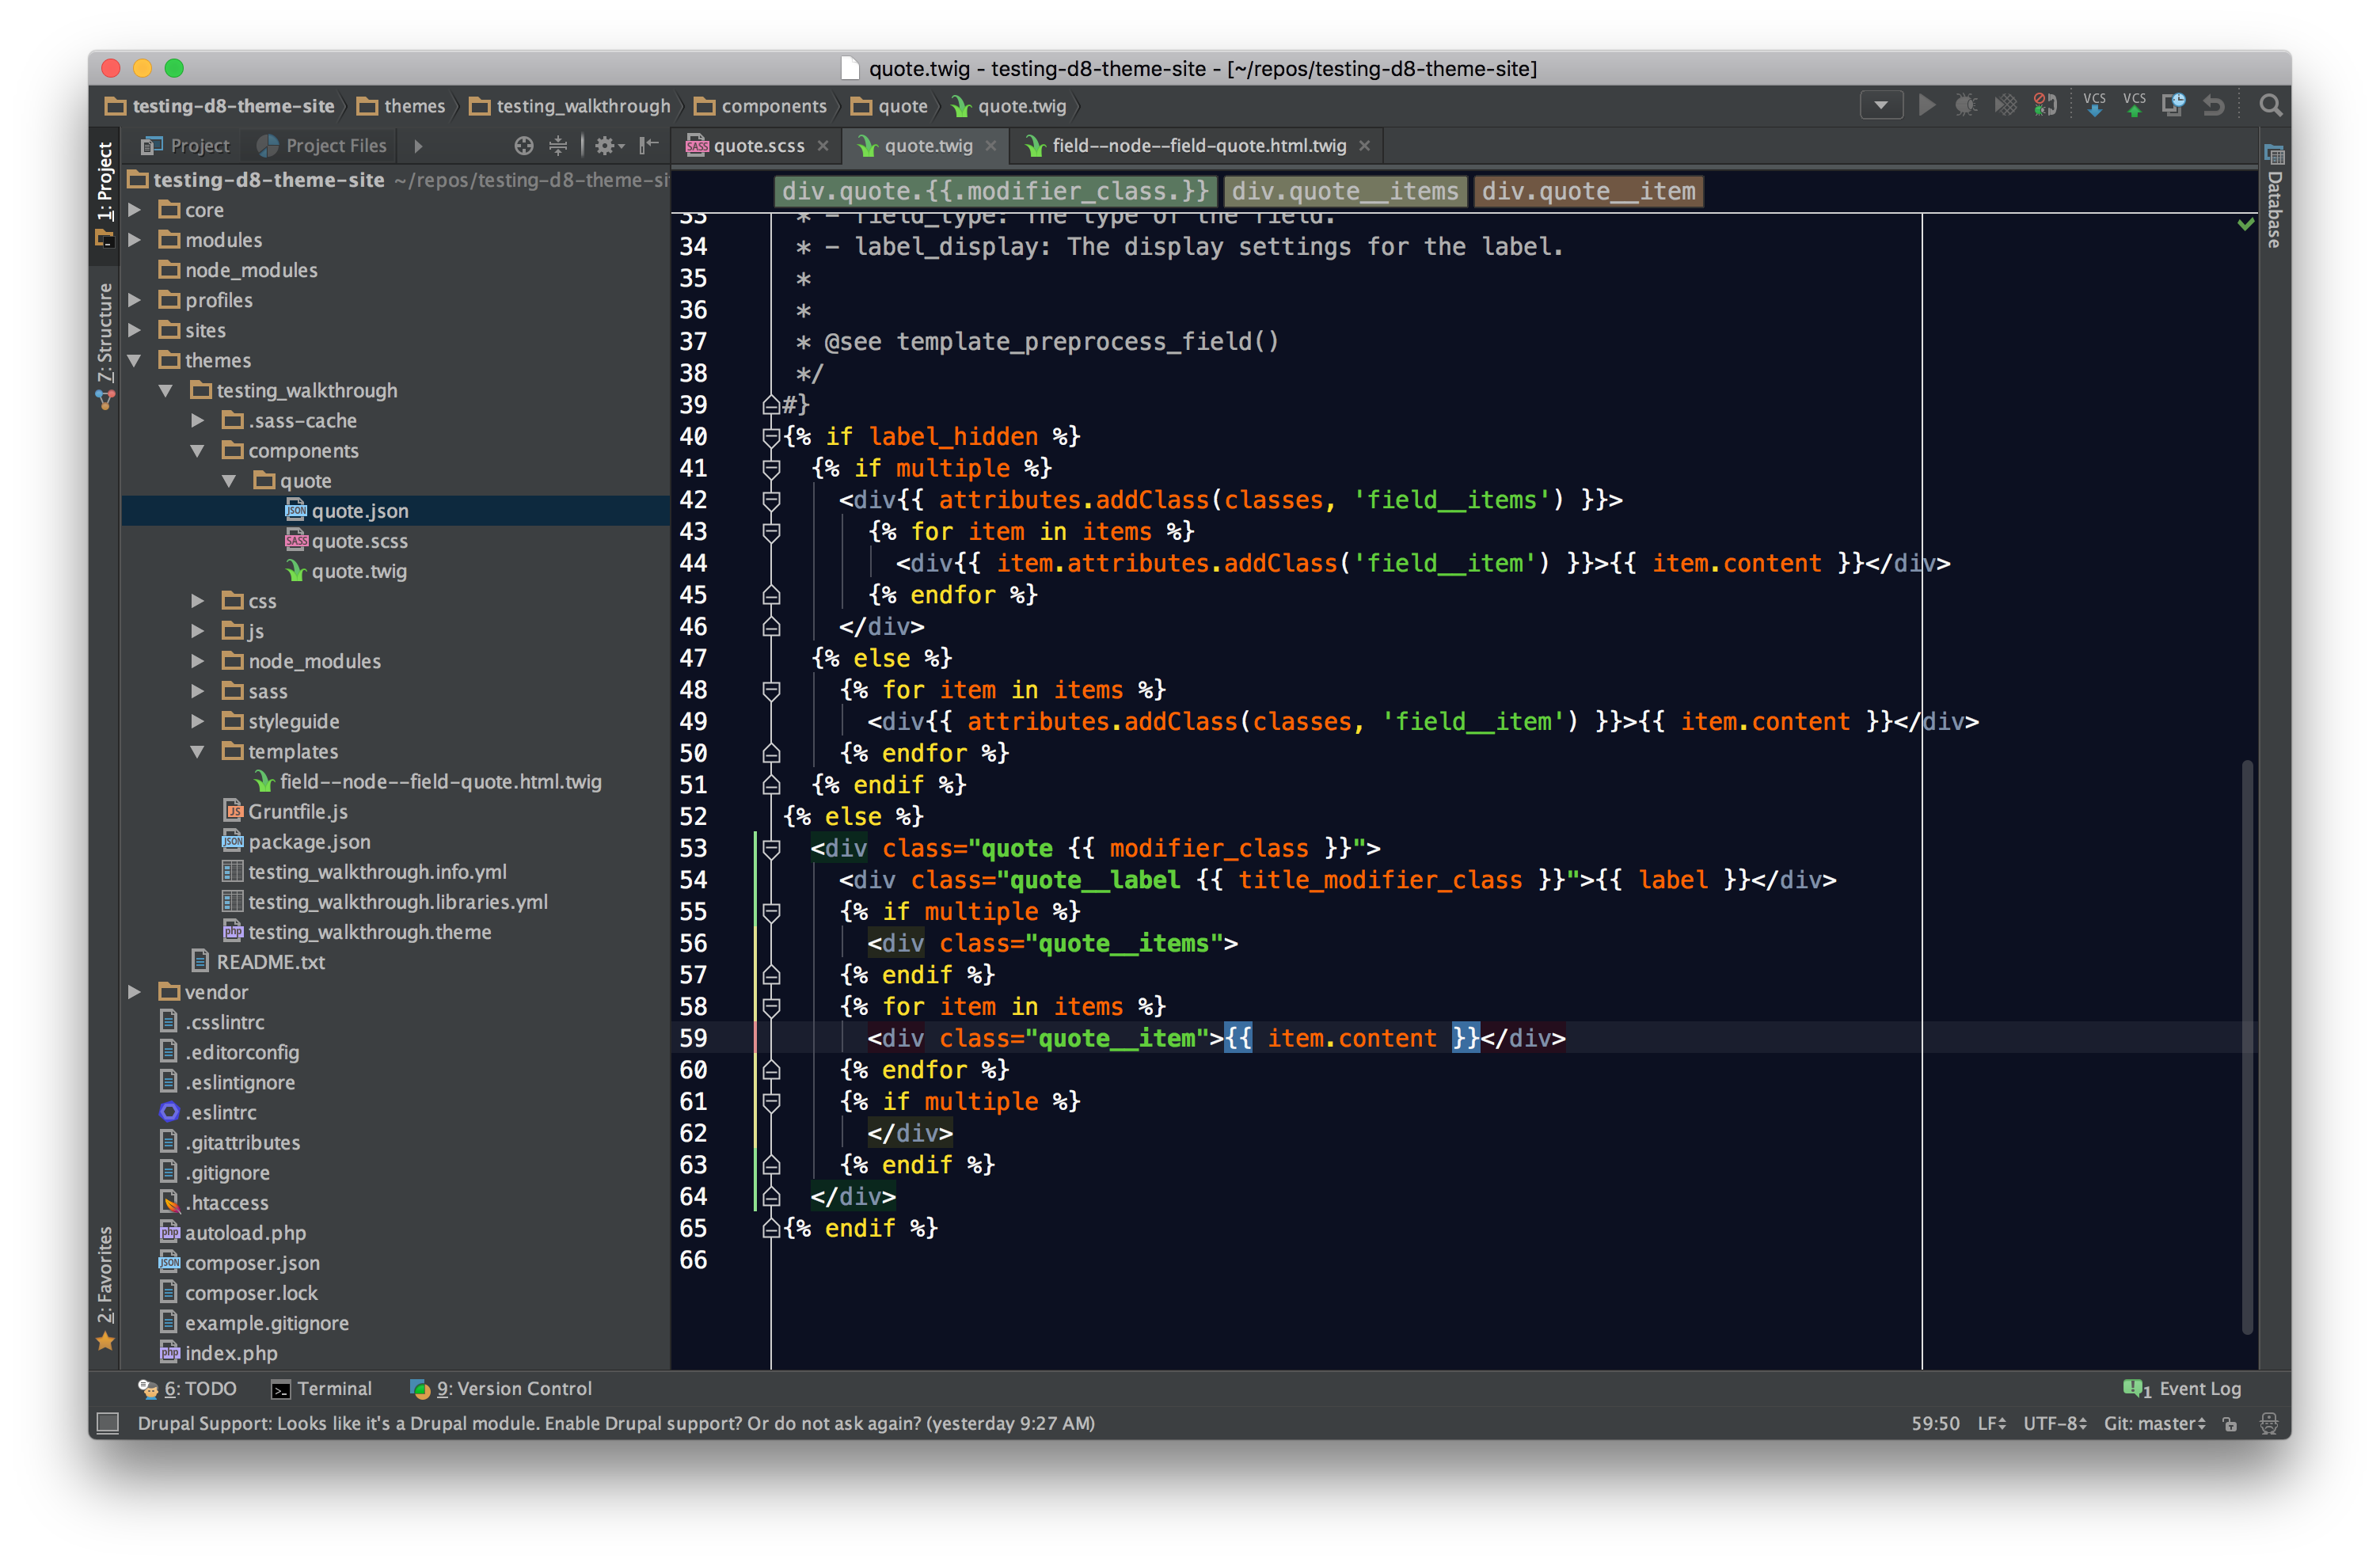 quote.twig - testing-d8-theme-site - [~/repos/testing-d8-theme-site]
testing-d8-theme-site themes testing_walkthrough components quote quote.twig
VCS VCS
Project Project Files
quote.scss quote.twig field--node--field-quote.html.twig
1: Project
7: Structure
2: Favorites
Database
testing-d8-theme-site ~/repos/testing-d8-theme-si
core
modules
node_modules
profiles
sites
themes
testing_walkthrough
.sass-cache
components
quote
quote.json
quote.scss
quote.twig
css
js
node_modules
sass
styleguide
templates
field--node--field-quote.html.twig
Gruntfile.js
package.json
testing_walkthrough.info.yml
testing_walkthrough.libraries.yml
testing_walkthrough.theme
README.txt
vendor
.csslintrc
.editorconfig
.eslintignore
.eslintrc
.gitattributes
.gitignore
.htaccess
autoload.php
composer.json
composer.lock
example.gitignore
index.php
div.quote.{{.modifier_class.}} div.quote__items div.quote__item
33 * - field_type: The type of the field.
34 * - label_display: The display settings for the label.
35 *
36 *
37 * @see template_preprocess_field()
38 */
39 #}
40 {% if label_hidden %}
41 {% if multiple %}
42 <div{{ attributes.addClass(classes, 'field__items') }}>
43 {% for item in items %}
44 <div{{ item.attributes.addClass('field__item') }}>{{ item.content }}</div>
45 {% endfor %}
46 </div>
47 {% else %}
48 {% for item in items %}
49 <div{{ attributes.addClass(classes, 'field__item') }}>{{ item.content }}</div>
50 {% endfor %}
51 {% endif %}
52 {% else %}
53 <div class="quote {{ modifier_class }}">
54 <div class="quote__label {{ title_modifier_class }}">{{ label }}</div>
55 {% if multiple %}
56 <div class="quote__items">
57 {% endif %}
58 {% for item in items %}
59 <div class="quote__item">{{ item.content }}</div>
60 {% endfor %}
61 {% if multiple %}
62 </div>
63 {% endif %}
64 </div>
65 {% endif %}
66
6: TODO Terminal 9: Version Control 1 Event Log
Drupal Support: Looks like it's a Drupal module. Enable Drupal support? Or do not ask again? (yesterday 9:27 AM) 59:50 LF UTF-8 Git: master